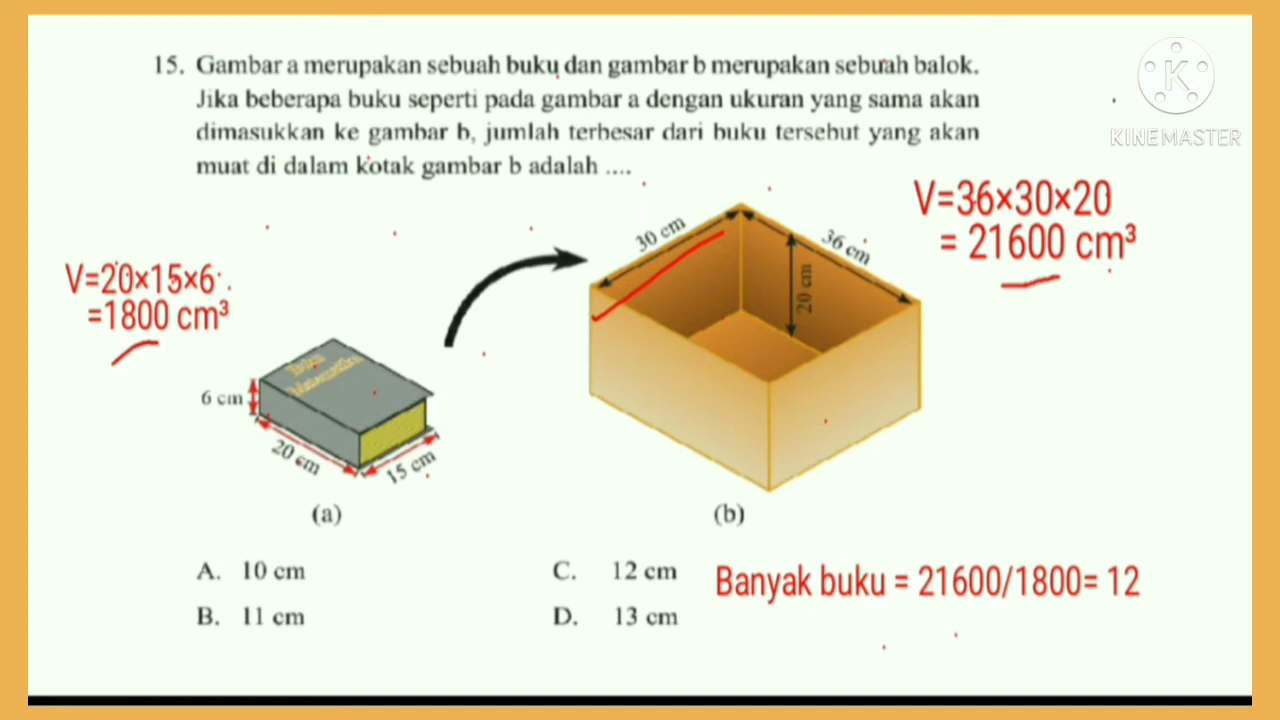 15. Gambar a merupakan sebuah buku dan gambar b merupakan sebuah balok.
Jika beberapa buku seperti pada gambar a dengan ukuran yang sama akan
dimasukkan ke gambar b, jumlah terbesar dari buku tersebut yang akan
muat di dalam kotak gambar b adalah ....
KINEMASTER
V=36×30×20
= 21600 cm³
V=20×15×6
=1800 cm³
30 cm
36 cm
20 cm
Buku
Matematika
6 cm
20 cm
15 cm
(a)
(b)
A. 10 cm
C. 12 cm
Banyak buku = 21600/1800= 12
B. 11 cm
D. 13 cm